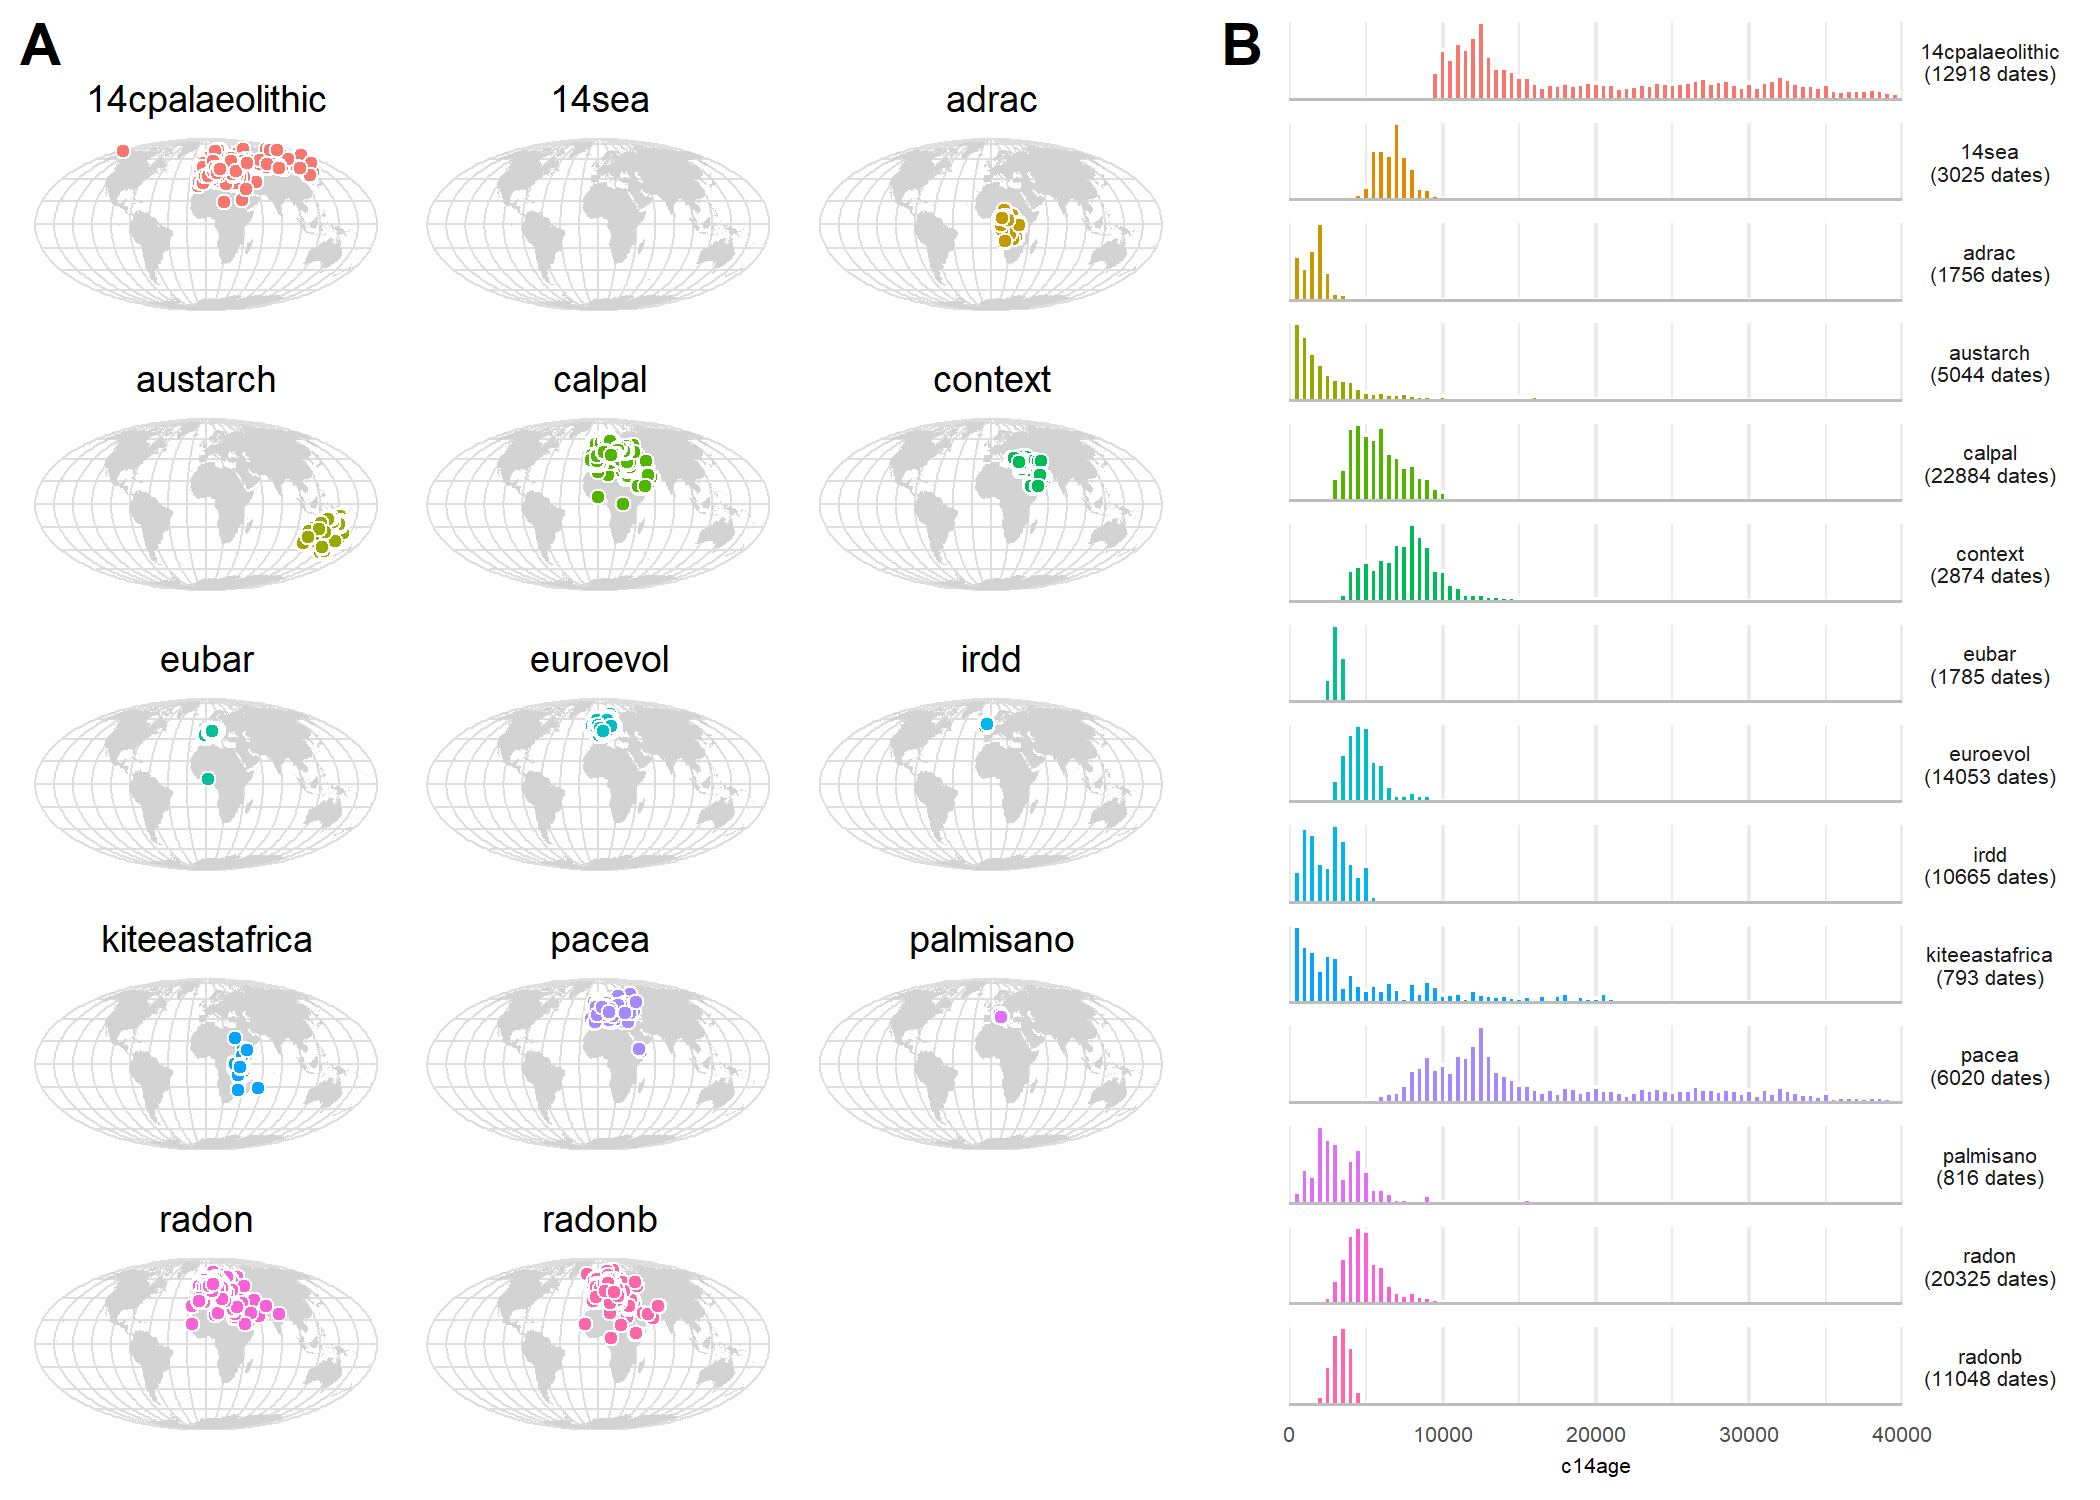 A
14cpalaeolithic
14sea
adrac
austarch
calpal
context
eubar
euroevol
irdd
kiteeastafrica
pacea
palmisano
radon
radonb
B
14cpalaeolithic
(12918 dates)
14sea
(3025 dates)
adrac
(1756 dates)
austarch
(5044 dates)
calpal
(22884 dates)
context
(2874 dates)
eubar
(1785 dates)
euroevol
(14053 dates)
irdd
(10665 dates)
kiteeastafrica
(793 dates)
pacea
(6020 dates)
palmisano
(816 dates)
radon
(20325 dates)
radonb
(11048 dates)
0 10000 20000 30000 40000
c14age